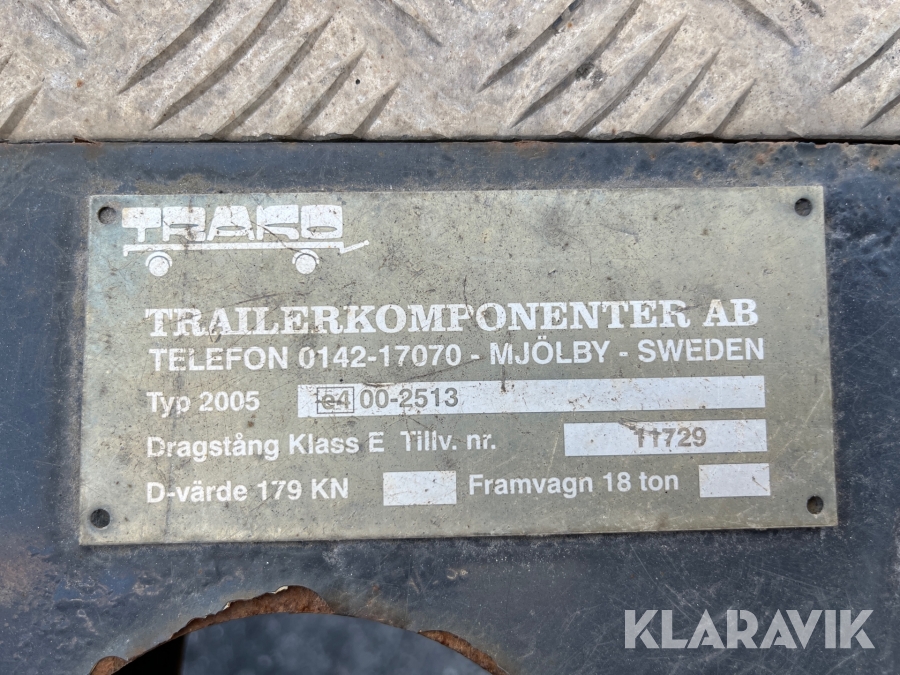 TRAKO
TRAILERKOMPONENTER AB
TELEFON 0142-17070 - MJÖLBY - SWEDEN
Typ 2005 e4 00-2513
Dragstång Klass E Tillv. nr. 11729
D-värde 179 KN Framvagn 18 ton
KLARAVIK